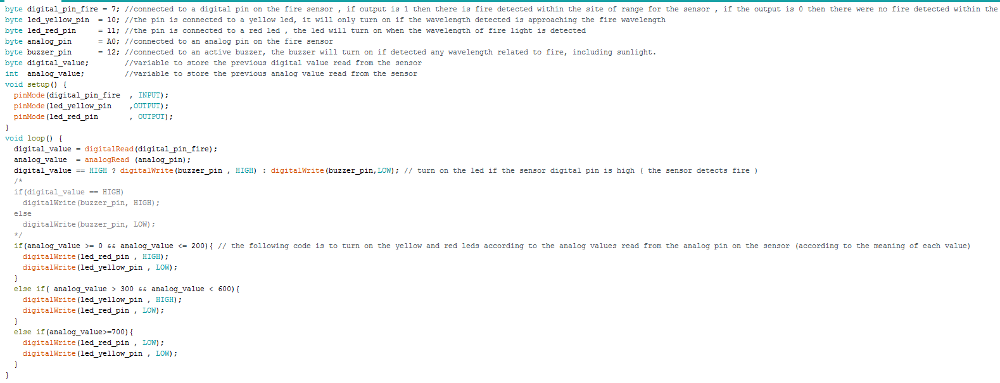 byte digital_pin_fire = 7; //connected to a digital pin on the fire sensor , if output is 1 then there is fire detected within the site of range for the sensor , if the output is 0 then there were no fire detected within the
byte led_yellow_pin  = 10; //the pin is connected to a yellow led, it will only turn on if the wavelength detected is approaching the fire wavelength
byte led_red_pin     = 11; //the pin is connected to a red led , the led will turn on when the wavelength of fire light is detected
byte analog_pin      = A0; //connected to an analog pin on the fire sensor
byte buzzer_pin      = 12; //connected to an active buzzer, the buzzer will turn on if detected any wavelength related to fire, including sunlight.
byte digital_value;        //variable to store the previous digital value read from the sensor
int  analog_value;         //variable to store the previous analog value read from the sensor
void setup() {
  pinMode(digital_pin_fire  , INPUT);
  pinMode(led_yellow_pin    ,OUTPUT);
  pinMode(led_red_pin       , OUTPUT);
}
void loop() {
  digital_value = digitalRead(digital_pin_fire);
  analog_value  = analogRead (analog_pin);
  digital_value == HIGH ? digitalWrite(buzzer_pin , HIGH) : digitalWrite(buzzer_pin,LOW); // turn on the led if the sensor digital pin is high ( the sensor detects fire )
  /*
  if(digital_value == HIGH)
    digitalWrite(buzzer_pin, HIGH);
  else
    digitalWrite(buzzer_pin, LOW);
  */
  if(analog_value >= 0 && analog_value <= 200){ // the following code is to turn on the yellow and red leds according to the analog values read from the analog pin on the sensor (according to the meaning of each value)
    digitalWrite(led_red_pin , HIGH);
    digitalWrite(led_yellow_pin , LOW);
  }
  else if( analog_value > 300 && analog_value < 600){
    digitalWrite(led_yellow_pin , HIGH);
    digitalWrite(led_red_pin , LOW);
  }
  else if(analog_value>=700){
    digitalWrite(led_red_pin , LOW);
    digitalWrite(led_yellow_pin , LOW);
  }
}